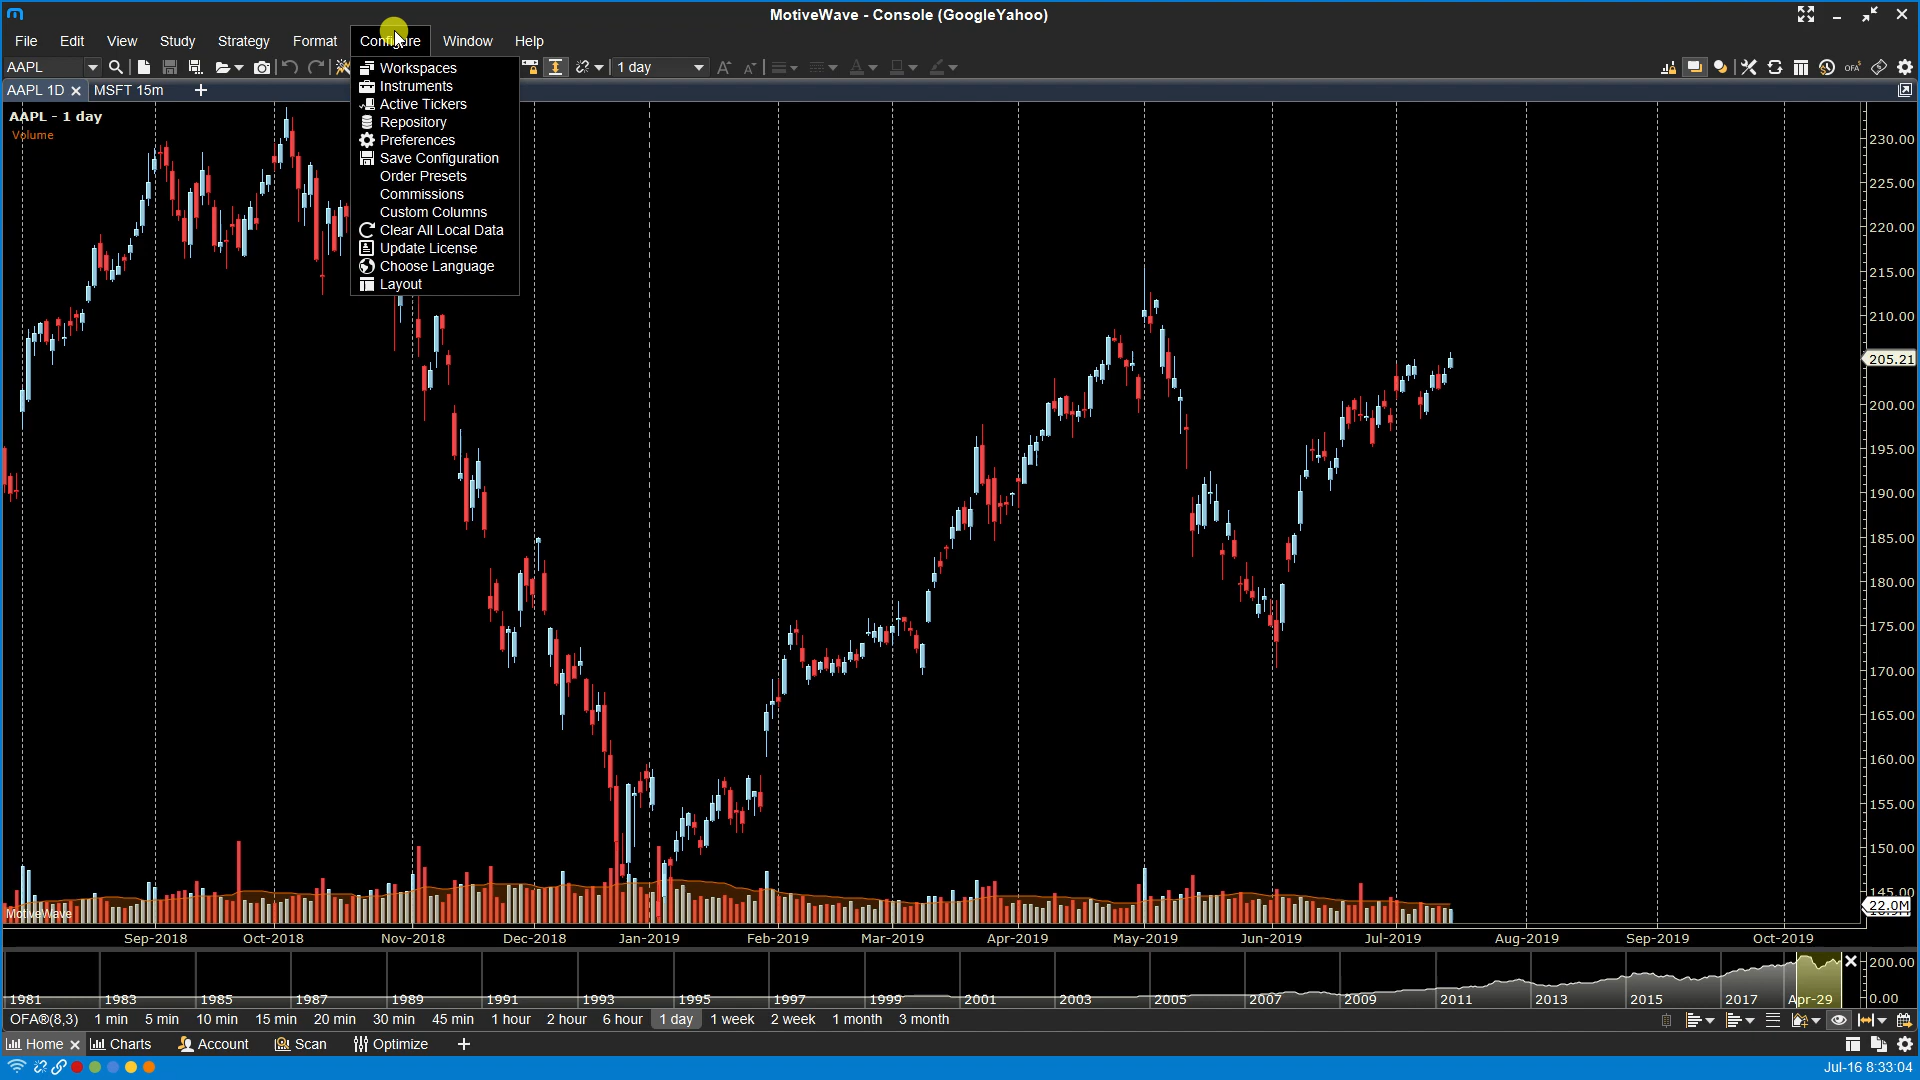 MotiveWave - Console (GoogleYahoo)
File Edit View Study Strategy Format Configure Window Help
AAPL 1 day OFA
AAPL 1D MSFT 15m +
AAPL - 1 day
Volume
Workspaces
Instruments
Active Tickers
Repository
Preferences
Save Configuration
Order Presets
Commissions
Custom Columns
Clear All Local Data
Update License
Choose Language
Layout
230.00
225.00
220.00
215.00
210.00
205.21
200.00
195.00
190.00
185.00
180.00
175.00
170.00
165.00
160.00
155.00
150.00
145.00
22.0M
MotiveWave
Sep-2018 Oct-2018 Nov-2018 Dec-2018 Jan-2019 Feb-2019 Mar-2019 Apr-2019 May-2019 Jun-2019 Jul-2019 Aug-2019 Sep-2019 Oct-2019
200.00
1981 1983 1985 1987 1989 1991 1993 1995 1997 1999 2001 2003 2005 2007 2009 2011 2013 2015 2017 Apr-29 0.00
OFA®(8,3) 1 min 5 min 10 min 15 min 20 min 30 min 45 min 1 hour 2 hour 6 hour 1 day 1 week 2 week 1 month 3 month
Home Charts Account Scan Optimize +
Jul-16 8:33:04